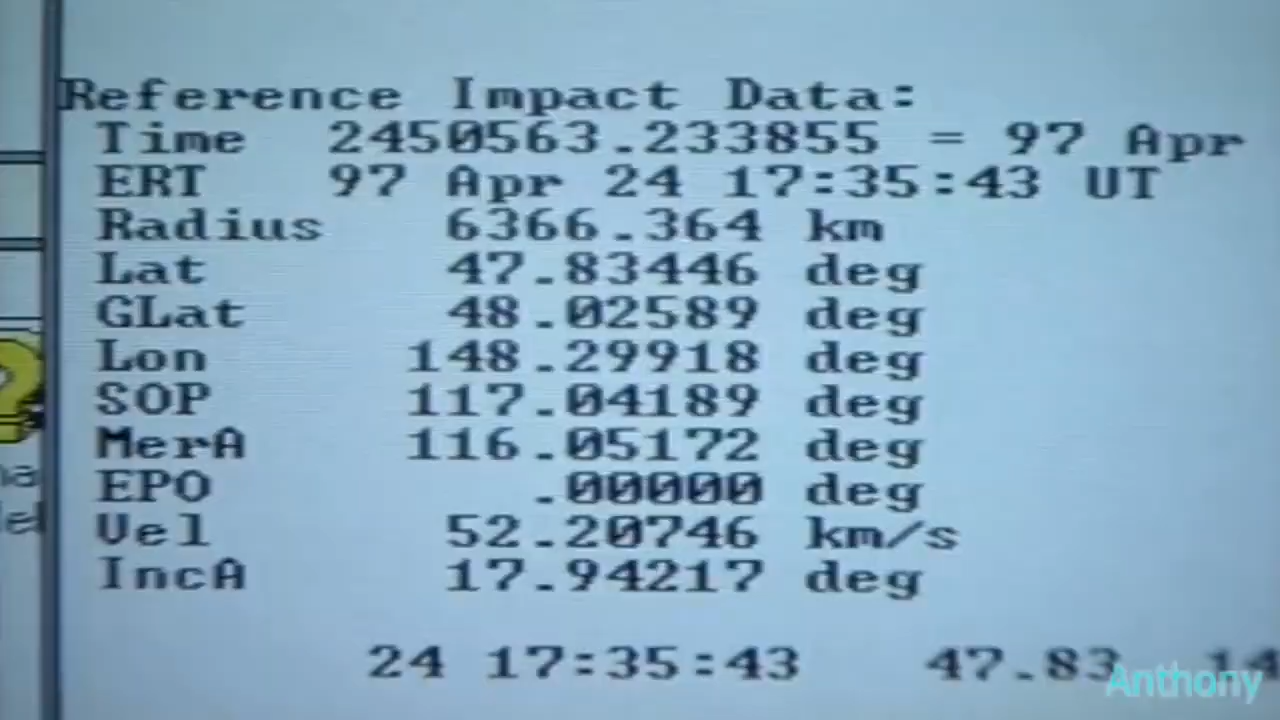 Reference Impact Data:
Time 2450563.233855 = 97 Apr
ERT 97 Apr 24 17:35:43 UT
Radius 6366.364 km
Lat 47.83446 deg
GLat 48.02589 deg
Lon 148.29918 deg
SOP 117.04189 deg
MerA 116.05172 deg
EPO .00000 deg
Vel 52.20746 km/s
IncA 17.94217 deg
24 17:35:43 47.83 14
Anthony